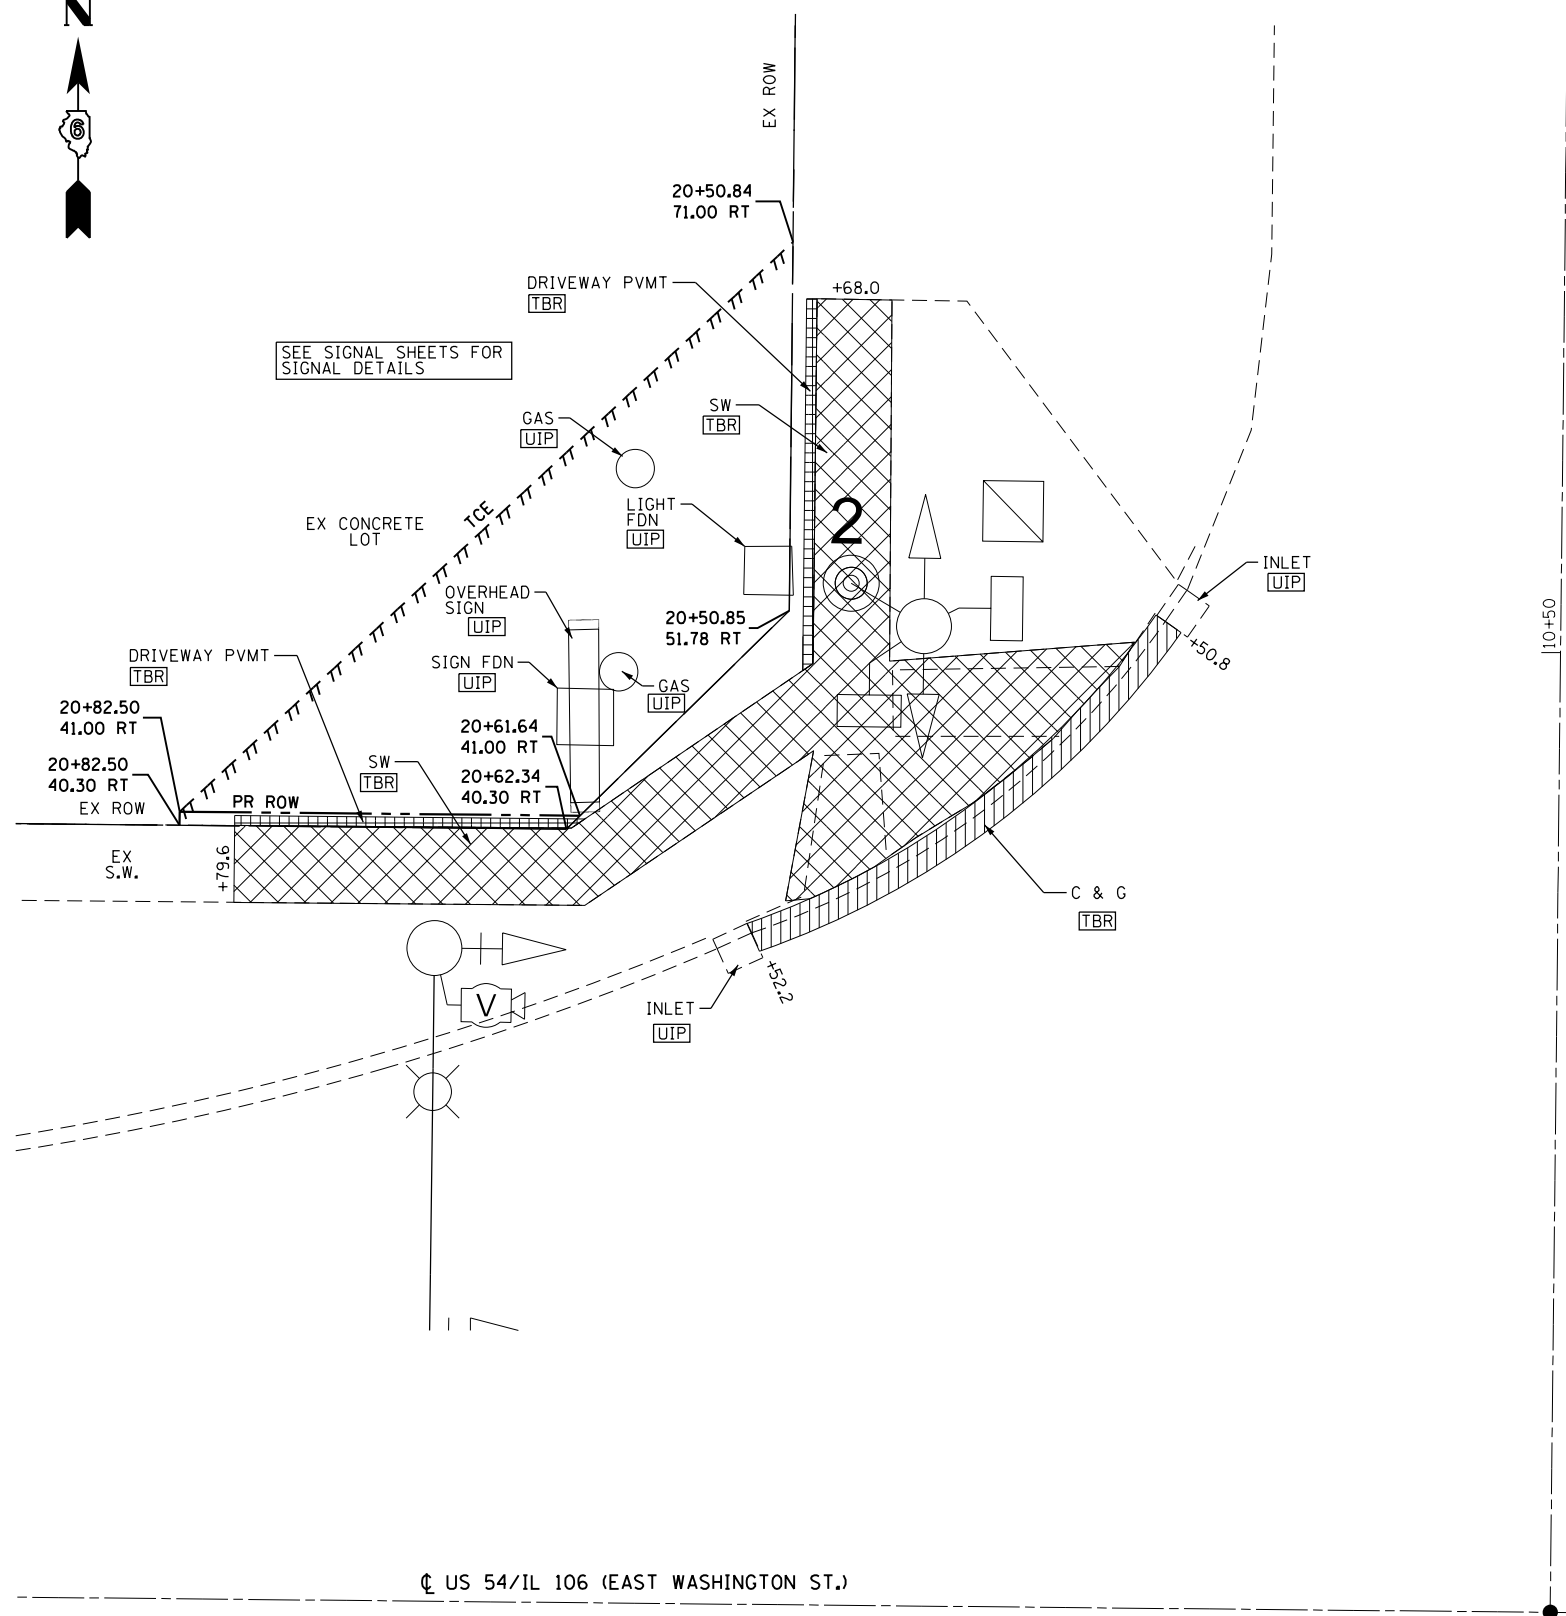 N
6
EX ROW
20+50.84
71.00 RT
DRIVEWAY PVMT
TBR
+68.0
SEE SIGNAL SHEETS FOR
SIGNAL DETAILS
GAS
UIP
SW
TBR
LIGHT
FDN
UIP
2
TCE
EX CONCRETE
LOT
INLET
UIP
OVERHEAD
SIGN
UIP
20+50.85
51.78 RT
10+50
+50.8
DRIVEWAY PVMT
TBR
SIGN FDN
UIP
GAS
UIP
20+82.50
41.00 RT
20+61.64
41.00 RT
20+82.50
40.30 RT
SW
TBR
20+62.34
40.30 RT
EX ROW
PR ROW
EX
S.W.
+79.6
C & G
TBR
+52.2
V
INLET
UIP
℄ US 54/IL 106 (EAST WASHINGTON ST.)